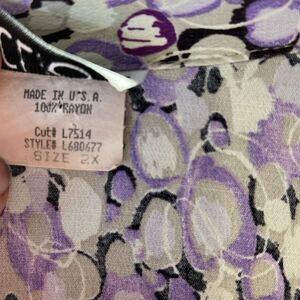 MADE IN U.S.A.
100% RAYON
Cut# L7514
STYLE# L680677
SIZE 2X